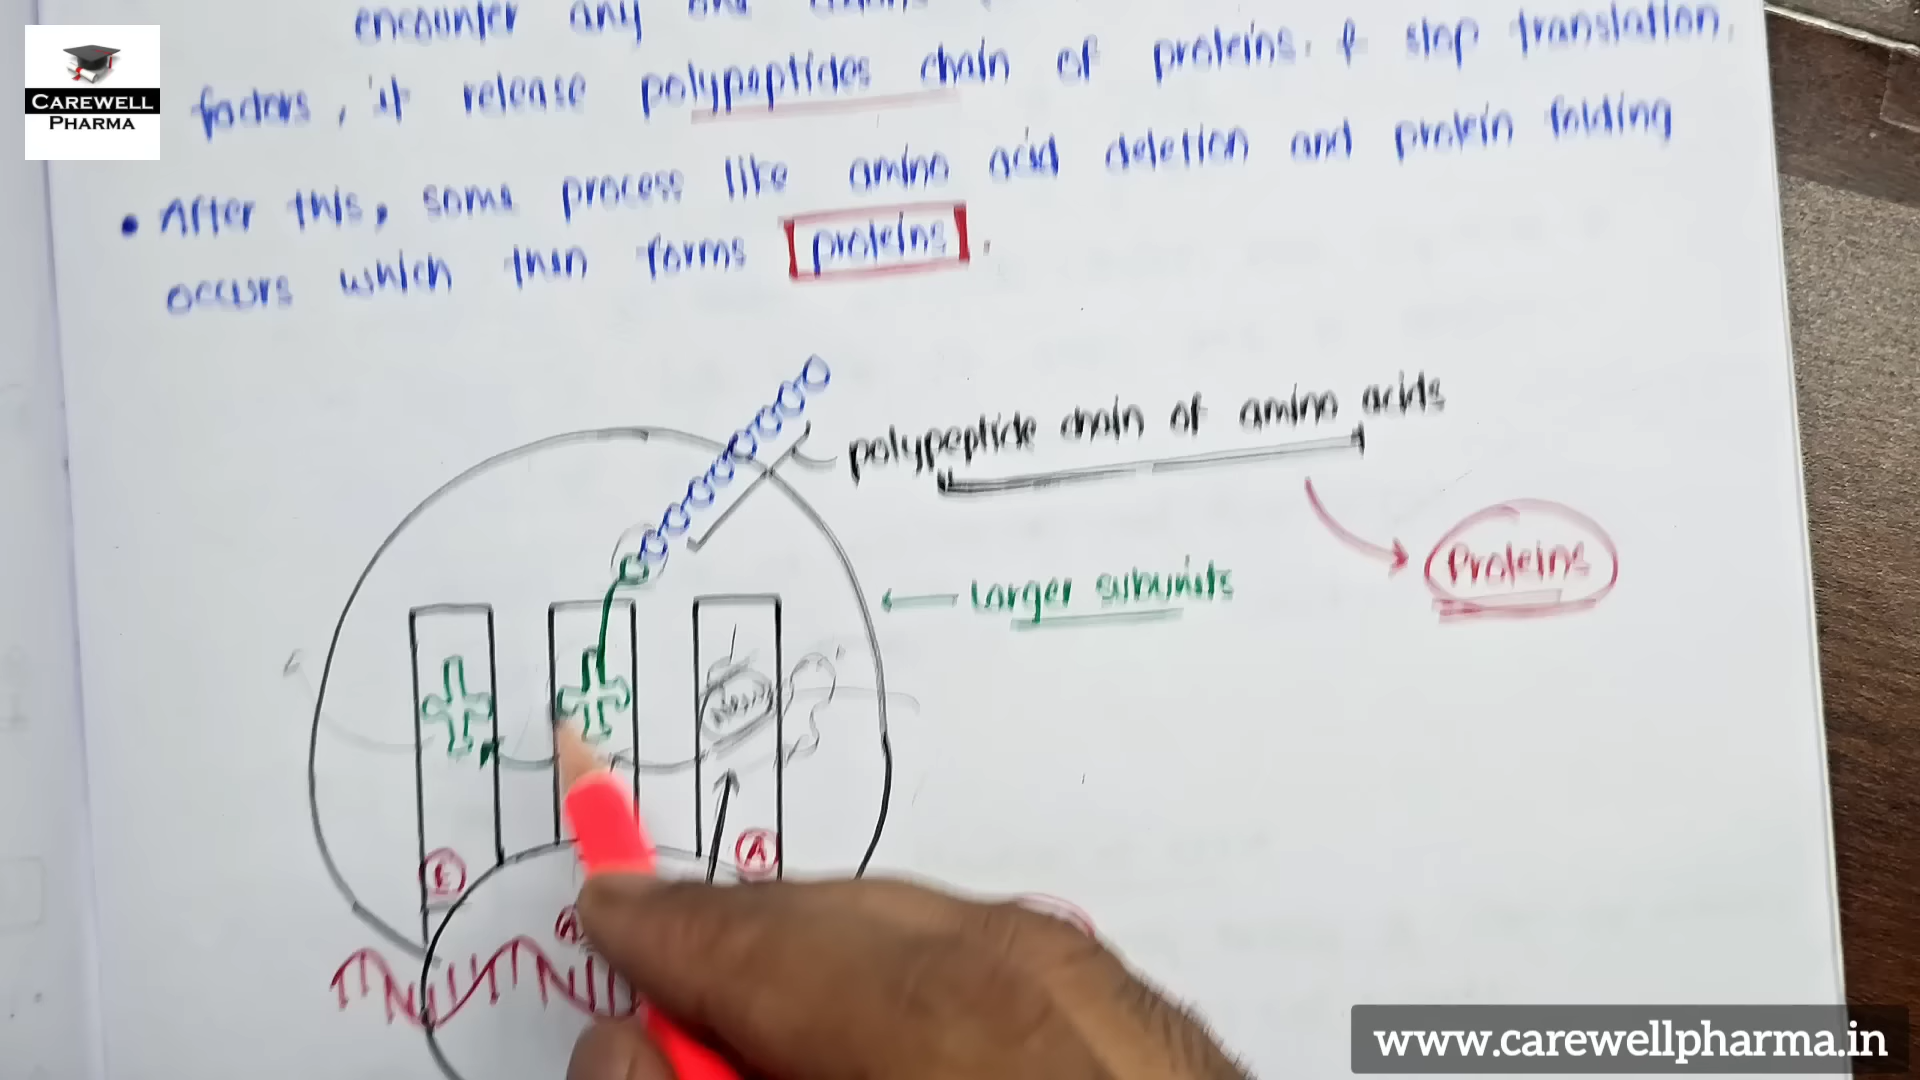 encounter any
factors, it release polypeptides chain of proteins. & stop translation.
• After this, some process like amino acid deletion and protein folding
occurs which then forms [proteins].
CAREWELL
PHARMA
polypeptide chain of amino acids
Proteins
Larger subunits
E
A
www.carewellpharma.in